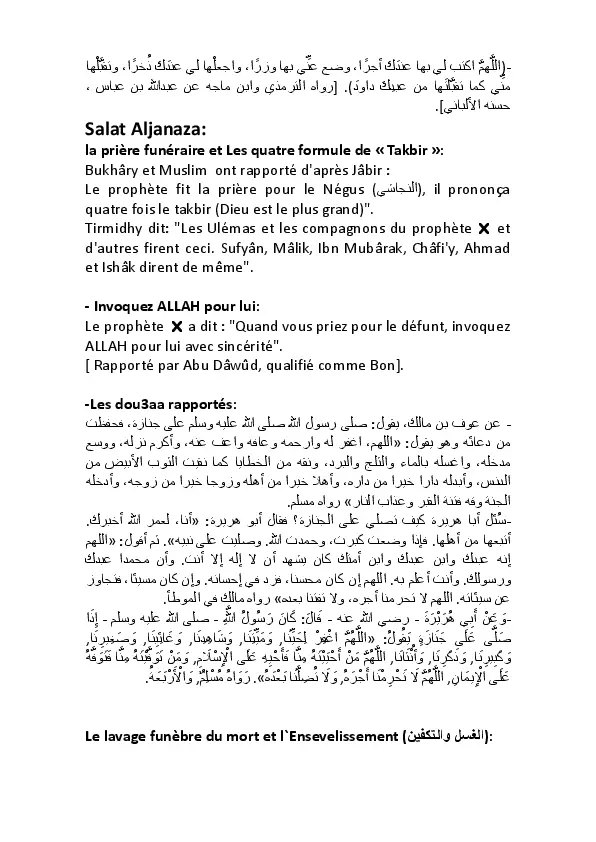 -(اللَّهمَّ اكتب لي بها عندَك أجرًا، وضع عنِّي بها وزرًا، واجعلْها لي عندَك ذُخرًا، وتقبَّلْها
منِّي كما تقبَّلتَها من عبدِك داودَ). [رواه الترمذي وابن ماجه عن عبدالله بن عباس ،
حسنه الألباني].
Salat Aljanaza:
la prière funéraire et Les quatre formule de « Takbir »:
Bukhâry et Muslim ont rapporté d'après Jâbir :
Le prophète fit la prière pour le Négus (النجاشي), il prononça
quatre fois le takbir (Dieu est le plus grand)".
Tirmidhy dit: "Les Ulémas et les compagnons du prophète ✗ et
d'autres firent ceci. Sufyân, Mâlik, Ibn Mubârak, Châfi'y, Ahmad
et Ishâk dirent de même".
- Invoquez ALLAH pour lui:
Le prophète ✗ a dit : "Quand vous priez pour le défunt, invoquez
ALLAH pour lui avec sincérité".
[ Rapporté par Abu Dâwûd, qualifié comme Bon].
-Les dou3aa rapportés:
- عن عوف بن مالك، يقول: صلى رسول الله صلى الله عليه وسلم على جنازة، فحفظت
من دعائه وهو يقول: «اللهم، اغفر له وارحمه وعافه واعف عنه، وأكرم نزله، ووسع
مدخله، واغسله بالماء والثلج والبرد، ونقه من الخطايا كما نقيت الثوب الأبيض من
الدنس، وأبدله دارا خيرا من داره، وأهلا خيرا من أهله وزوجا خيرا من زوجه، وأدخله
الجنة وقه فتنة القبر وعذاب النار» رواه مسلم.
-سُئل أبا هريرة كيف تصلي على الجنازة؟ فقال أبو هريرة: «أنا، لعمر الله أخبرك.
أتبعها من أهلها. فإذا وضعت كبرت، وحمدت الله. وصليت على نبيه». ثم أقول: «اللهم
إنه عبدك وابن عبدك وابن أمتك كان يشهد أن لا إله إلا أنت. وأن محمدا عبدك
ورسولك. وأنت أعلم به. اللهم إن كان محسنا، فزد في إحسانه. وإن كان مسيئا، فتجاوز
عن سيئاته. اللهم لا تحرمنا أجره، ولا تفتنا بعده» رواه مالك في الموطأ.
-وَعَنْ أَبِي هُرَيْرَةَ - رضي الله عنه - قَالَ: كَانَ رَسُولُ اللَّهِ - صلى الله عليه وسلم - إِذَا
صَلَّى عَلَى جَنَازَةٍ يَقُولُ: «اللَّهُمَّ اغْفِرْ لِحَيِّنَا, وَمَيِّتِنَا, وَشَاهِدِنَا, وَغَائِبِنَا, وَصَغِيرِنَا,
وَكَبِيرِنَا, وَذَكَرِنَا, وَأُنْثَانَا, اللَّهُمَّ مَنْ أَحْيَيْتَهُ مِنَّا فَأَحْيِهِ عَلَى الْإِسْلَامِ, وَمَنْ تَوَفَّيْتَهُ مِنَّا فَتَوَفَّهُ
عَلَى الْإِيمَانِ, اللَّهُمَّ لَا تَحْرِمْنَا أَجْرَهُ, وَلَا تُضِلَّنَا بَعْدَهُ». رَوَاهُ مُسْلِمٌ, وَالْأَرْبَعَةُ.
Le lavage funèbre du mort et l`Ensevelissement (الغسل والتكفين):